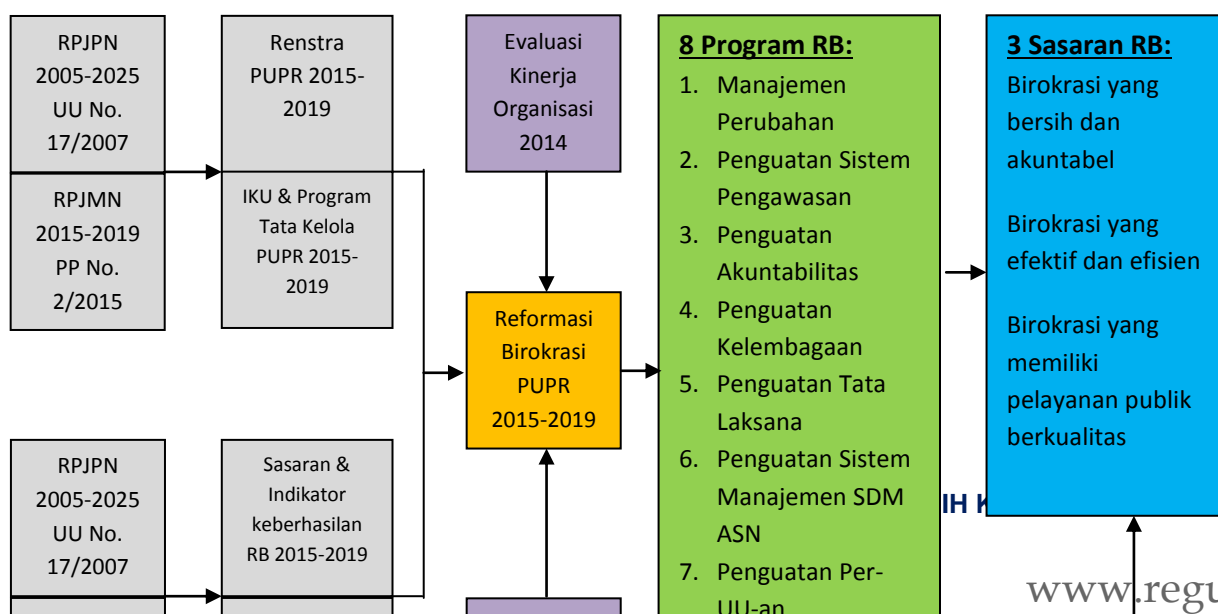 RPJPN
2005-2025
UU No.
17/2007
RPJMN
2015-2019
PP No.
2/2015
Renstra
PUPR 2015-
2019
IKU & Program
Tata Kelola
PUPR 2015-
2019
Evaluasi
Kinerja
Organisasi
2014
Reformasi
Birokrasi
PUPR
2015-2019
8 Program RB:
1. Manajemen
Perubahan
2. Penguatan Sistem
Pengawasan
3. Penguatan
Akuntabilitas
4. Penguatan
Kelembagaan
5. Penguatan Tata
Laksana
6. Penguatan Sistem
Manajemen SDM
ASN
7. Penguatan Per-
UU-an
3 Sasaran RB:
Birokrasi yang
bersih dan
akuntabel
Birokrasi yang
efektif dan efisien
Birokrasi yang
memiliki
pelayanan publik
berkualitas
RPJPN
2005-2025
UU No.
17/2007
Sasaran &
Indikator
keberhasilan
RB 2015-2019
IH
www.regu